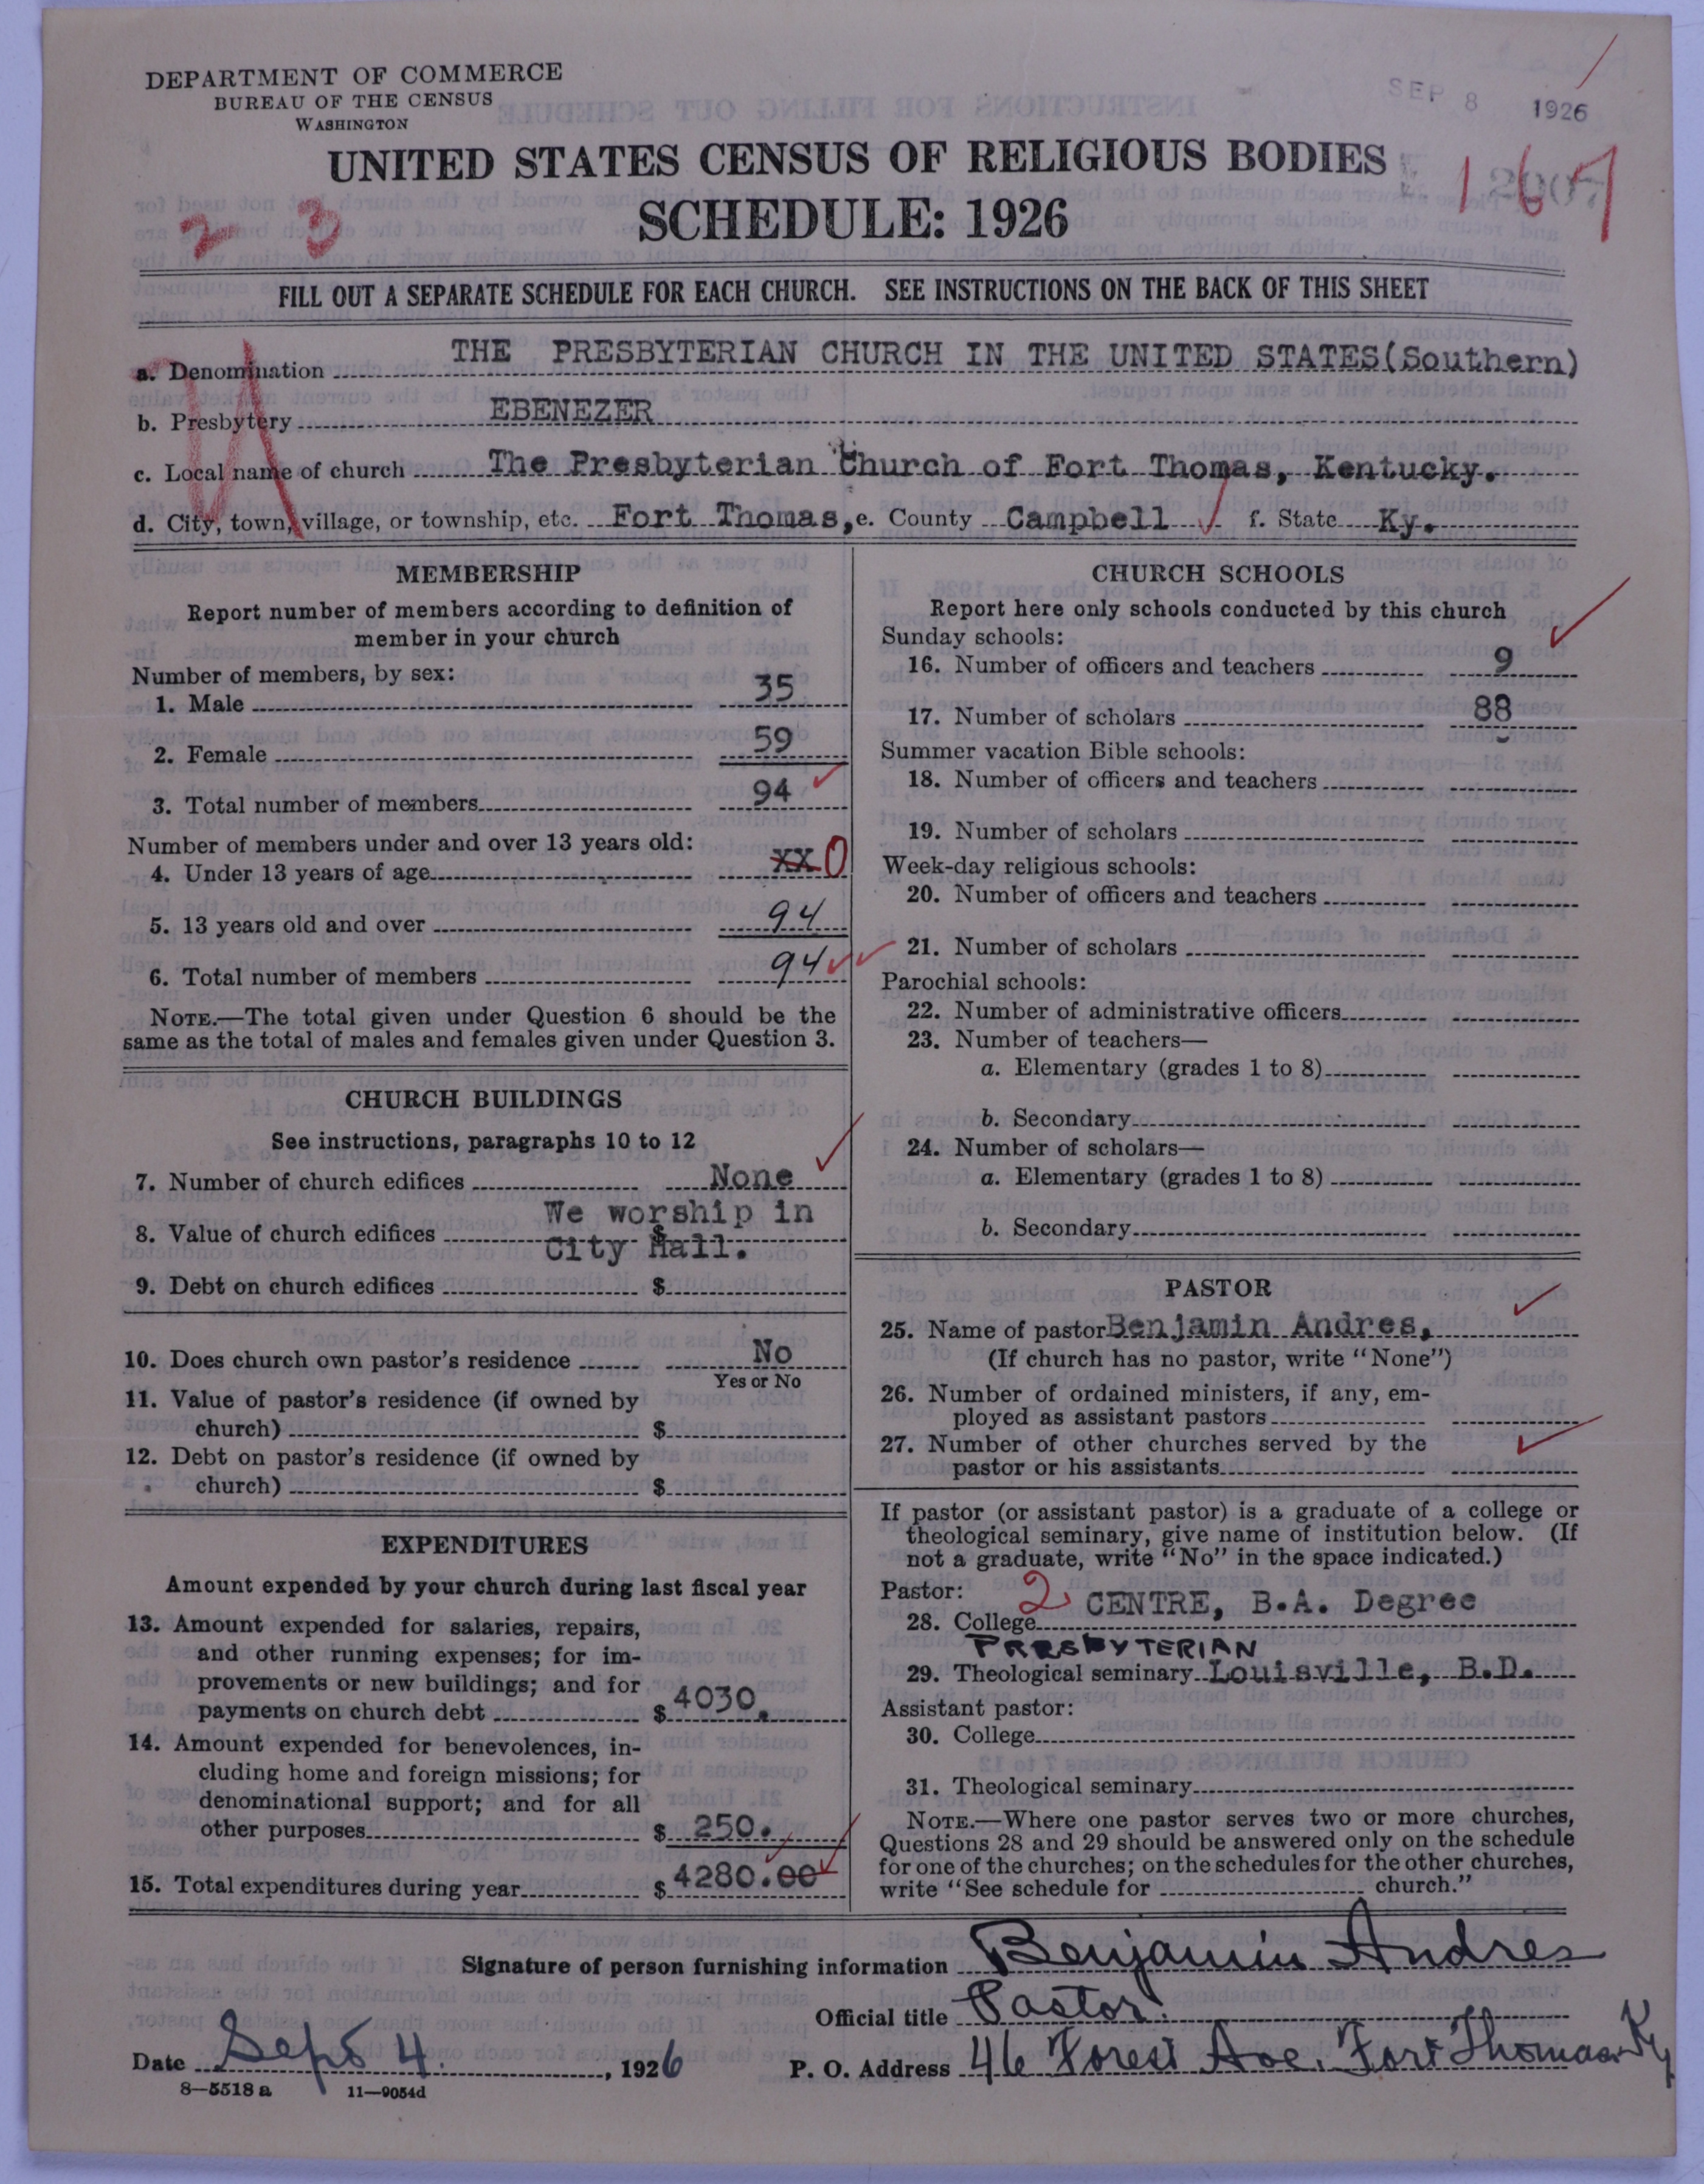 DEPARTMENT OF COMMERCE
BUREAU OF THE CENSUS
WASHINGTON
SEP 8 1926
UNITED STATES CENSUS OF RELIGIOUS BODIES
SCHEDULE: 1926
2 3
167
FILL OUT A SEPARATE SCHEDULE FOR EACH CHURCH. SEE INSTRUCTIONS ON THE BACK OF THIS SHEET
a. Denomination THE PRESBYTERIAN CHURCH IN THE UNITED STATES(Southern)
b. Presbytery EBENEZER
c. Local name of church The Presbyterian Church of Fort Thomas, Kentucky.
d. City, town, village, or township, etc. Fort Thomas, e. County Campbell f. State Ky.
MEMBERSHIP
Report number of members according to definition of
member in your church
Number of members, by sex:
1. Male 35
2. Female 59
3. Total number of members 94
Number of members under and over 13 years old:
4. Under 13 years of age xx 0
5. 13 years old and over 94
6. Total number of members 94
NOTE.—The total given under Question 6 should be the
same as the total of males and females given under Question 3.
CHURCH BUILDINGS
See instructions, paragraphs 10 to 12
7. Number of church edifices None
We worship in
8. Value of church edifices $
City Hall.
9. Debt on church edifices $
10. Does church own pastor's residence No
Yes or No
11. Value of pastor's residence (if owned by
church) $
12. Debt on pastor's residence (if owned by
church) $
EXPENDITURES
Amount expended by your church during last fiscal year
13. Amount expended for salaries, repairs,
and other running expenses; for im-
provements or new buildings; and for
payments on church debt $ 4030.
14. Amount expended for benevolences, in-
cluding home and foreign missions; for
denominational support; and for all
other purposes $ 250.
15. Total expenditures during year $ 4280.00
CHURCH SCHOOLS
Report here only schools conducted by this church
Sunday schools:
16. Number of officers and teachers 9
17. Number of scholars 88
Summer vacation Bible schools:
18. Number of officers and teachers
19. Number of scholars
Week-day religious schools:
20. Number of officers and teachers
21. Number of scholars
Parochial schools:
22. Number of administrative officers
23. Number of teachers—
a. Elementary (grades 1 to 8)
b. Secondary
24. Number of scholars—
a. Elementary (grades 1 to 8)
b. Secondary
PASTOR
25. Name of pastor Benjamin Andres,
(If church has no pastor, write "None")
26. Number of ordained ministers, if any, em-
ployed as assistant pastors
27. Number of other churches served by the
pastor or his assistants
If pastor (or assistant pastor) is a graduate of a college or
theological seminary, give name of institution below. (If
not a graduate, write "No" in the space indicated.)
Pastor:
28. College 2 CENTRE, B.A. Degree
PRESBYTERIAN
29. Theological seminary Louisville, B.D.
Assistant pastor:
30. College
31. Theological seminary
NOTE.—Where one pastor serves two or more churches,
Questions 28 and 29 should be answered only on the schedule
for one of the churches; on the schedules for the other churches,
write "See schedule for church."
Signature of person furnishing information Benjamin Andres
Official title Pastor.
Date Sept 4. , 1926 P. O. Address 46 Forest Ave. Fort Thomas Ky
8—5518 a 11—9054d